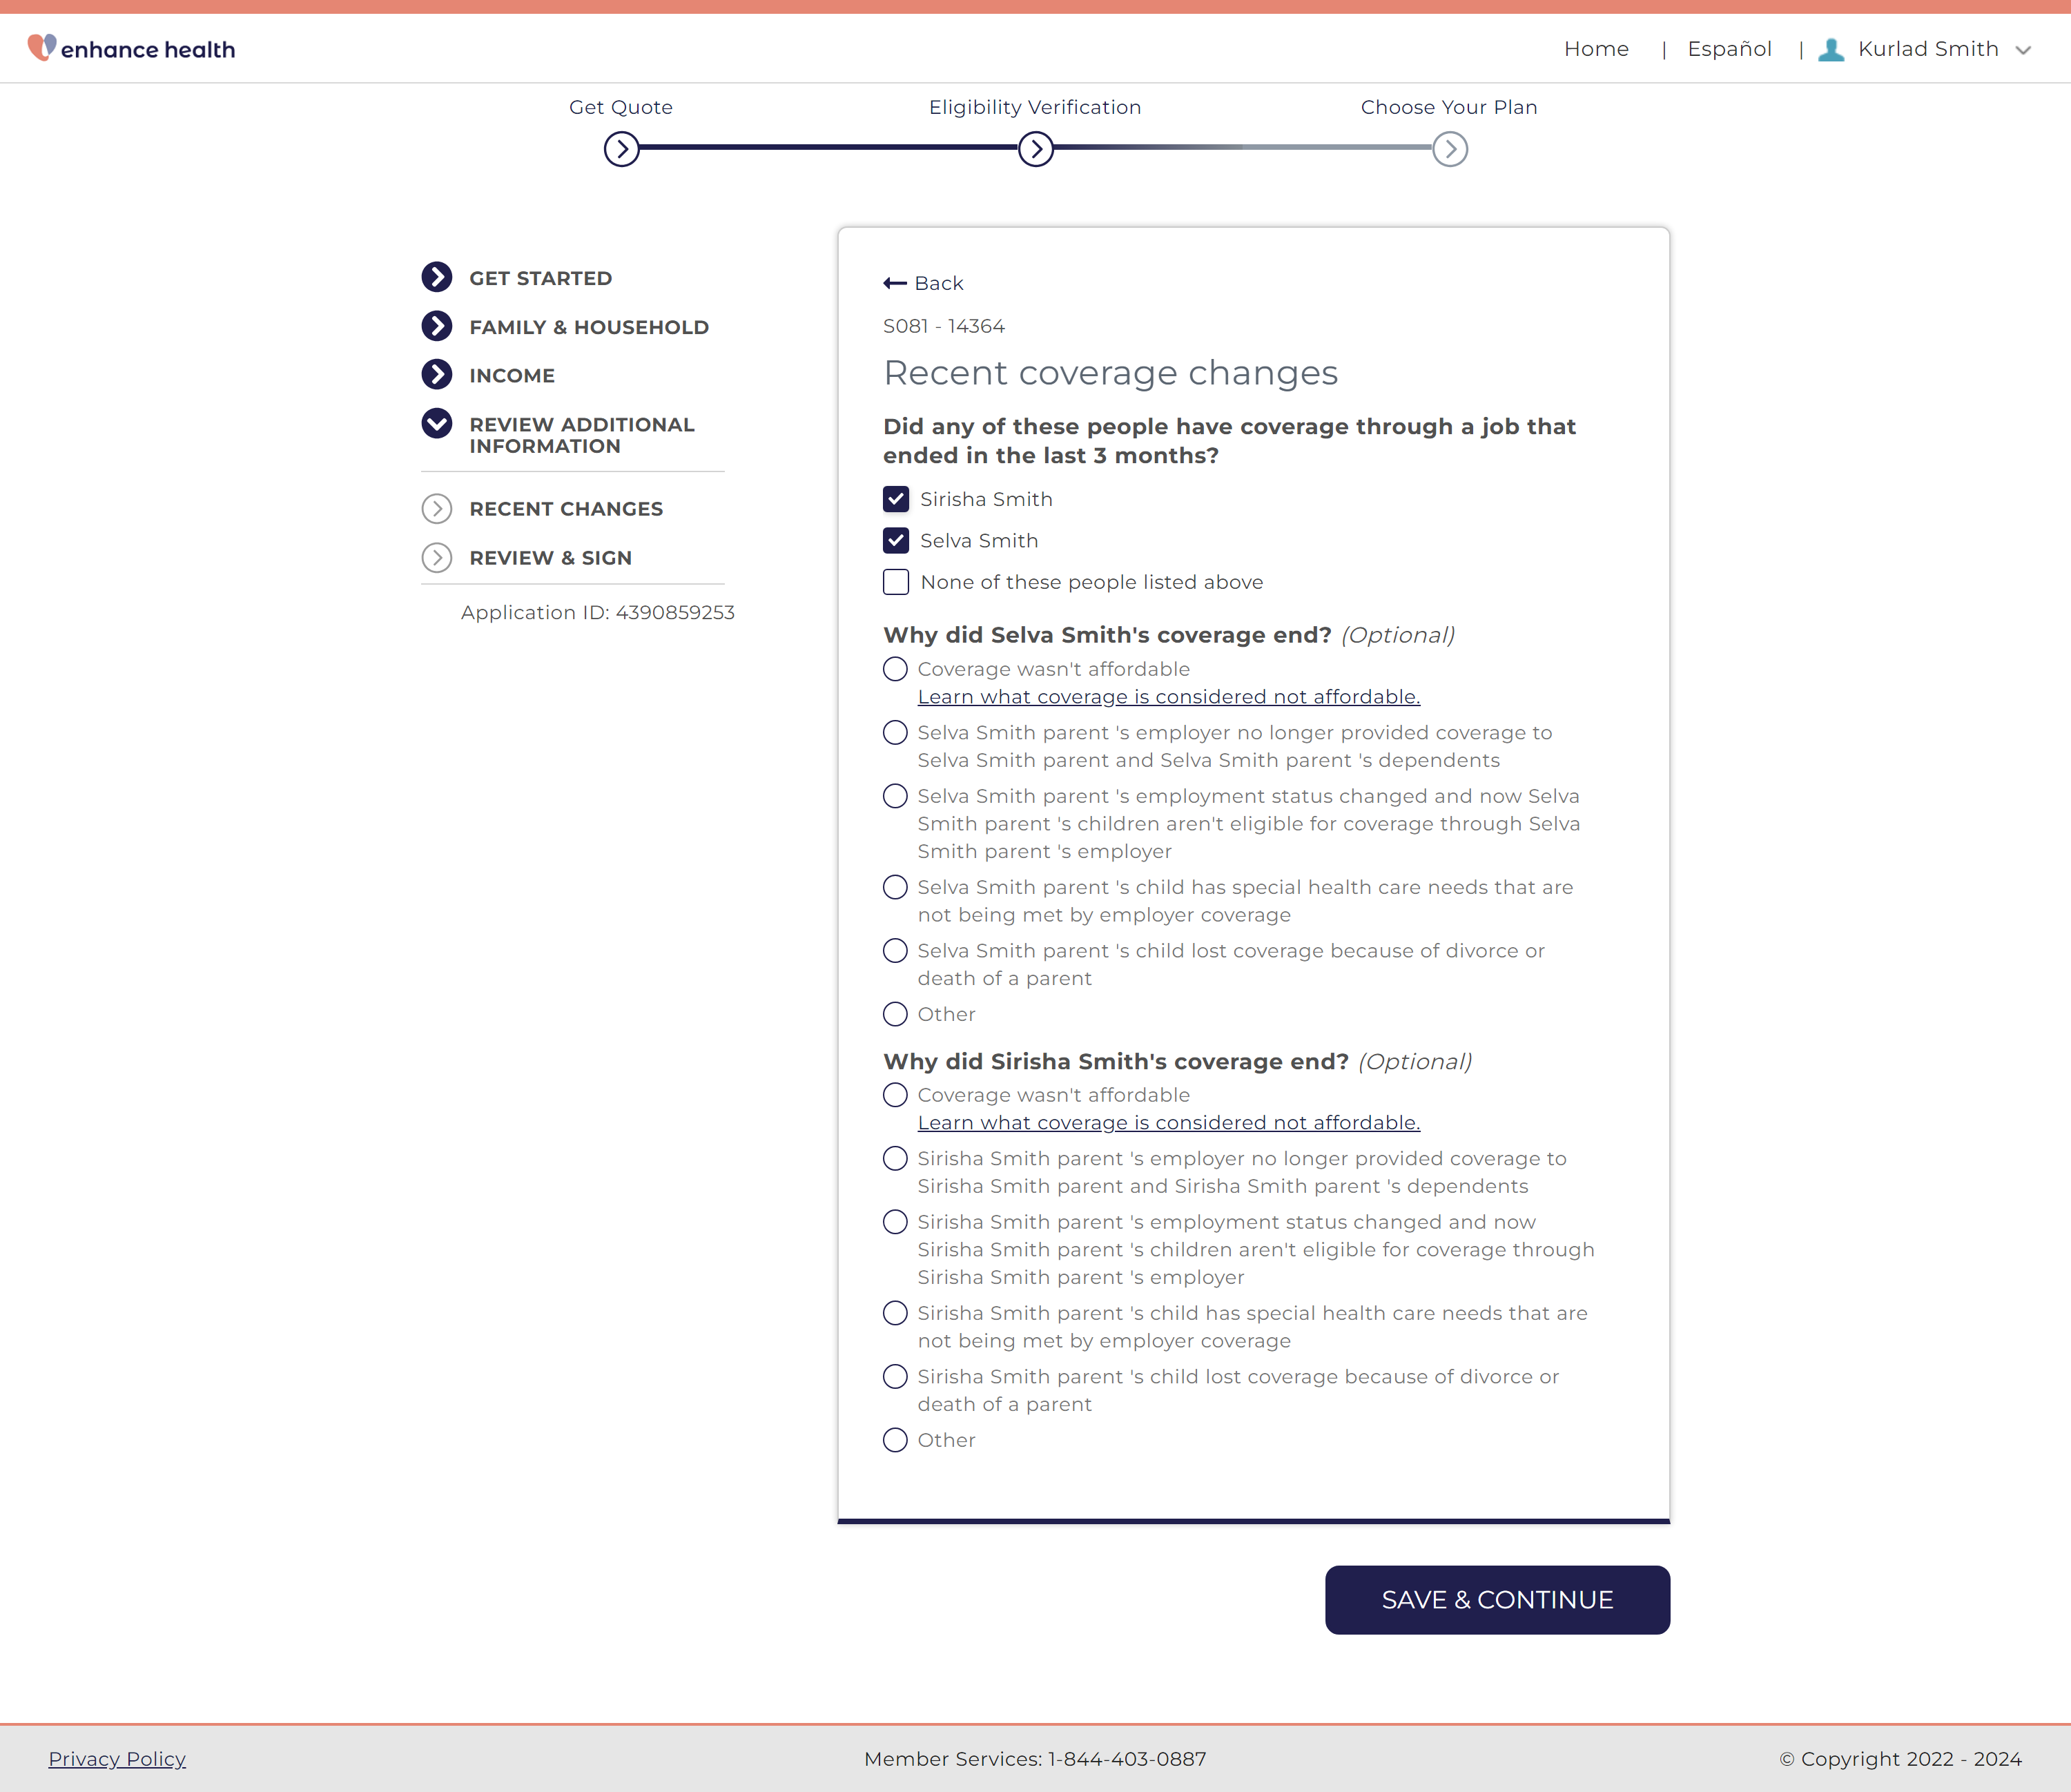 enhance health
Home | Español | Kurlad Smith
Get Quote
Eligibility Verification
Choose Your Plan
GET STARTED
FAMILY & HOUSEHOLD
INCOME
REVIEW ADDITIONAL
INFORMATION
RECENT CHANGES
REVIEW & SIGN
Application ID: 4390859253
Back
S081 - 14364
Recent coverage changes
Did any of these people have coverage through a job that
ended in the last 3 months?
Sirisha Smith
Selva Smith
None of these people listed above
Why did Selva Smith's coverage end? (Optional)
Coverage wasn't affordable
Learn what coverage is considered not affordable.
Selva Smith parent 's employer no longer provided coverage to
Selva Smith parent and Selva Smith parent 's dependents
Selva Smith parent 's employment status changed and now Selva
Smith parent 's children aren't eligible for coverage through Selva
Smith parent 's employer
Selva Smith parent 's child has special health care needs that are
not being met by employer coverage
Selva Smith parent 's child lost coverage because of divorce or
death of a parent
Other
Why did Sirisha Smith's coverage end? (Optional)
Coverage wasn't affordable
Learn what coverage is considered not affordable.
Sirisha Smith parent 's employer no longer provided coverage to
Sirisha Smith parent and Sirisha Smith parent 's dependents
Sirisha Smith parent 's employment status changed and now
Sirisha Smith parent 's children aren't eligible for coverage through
Sirisha Smith parent 's employer
Sirisha Smith parent 's child has special health care needs that are
not being met by employer coverage
Sirisha Smith parent 's child lost coverage because of divorce or
death of a parent
Other
SAVE & CONTINUE
Privacy Policy
Member Services: 1-844-403-0887
© Copyright 2022 - 2024